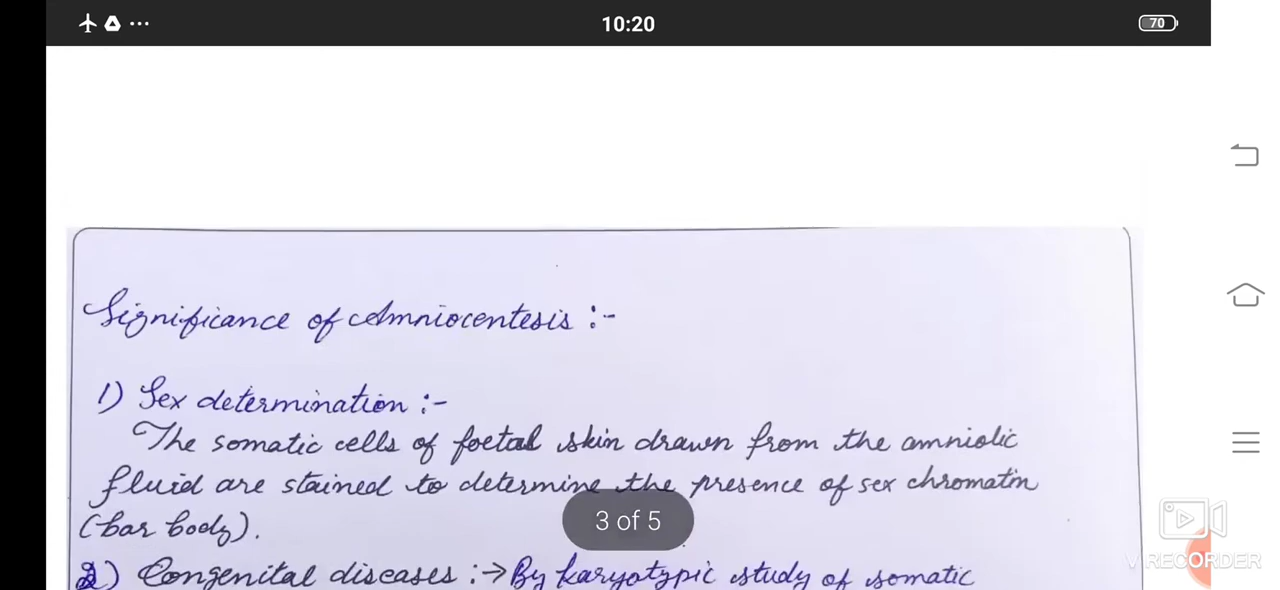 10:20
70
Significance of Amniocentesis :-
1) Sex determination :-
The somatic cells of foetal skin drawn from the amniotic
fluid are stained to determine the presence of sex chromatin
(bar body).
3 of 5
2) Congenital diseases :→ By karyotypic study of somatic
V RECORDER